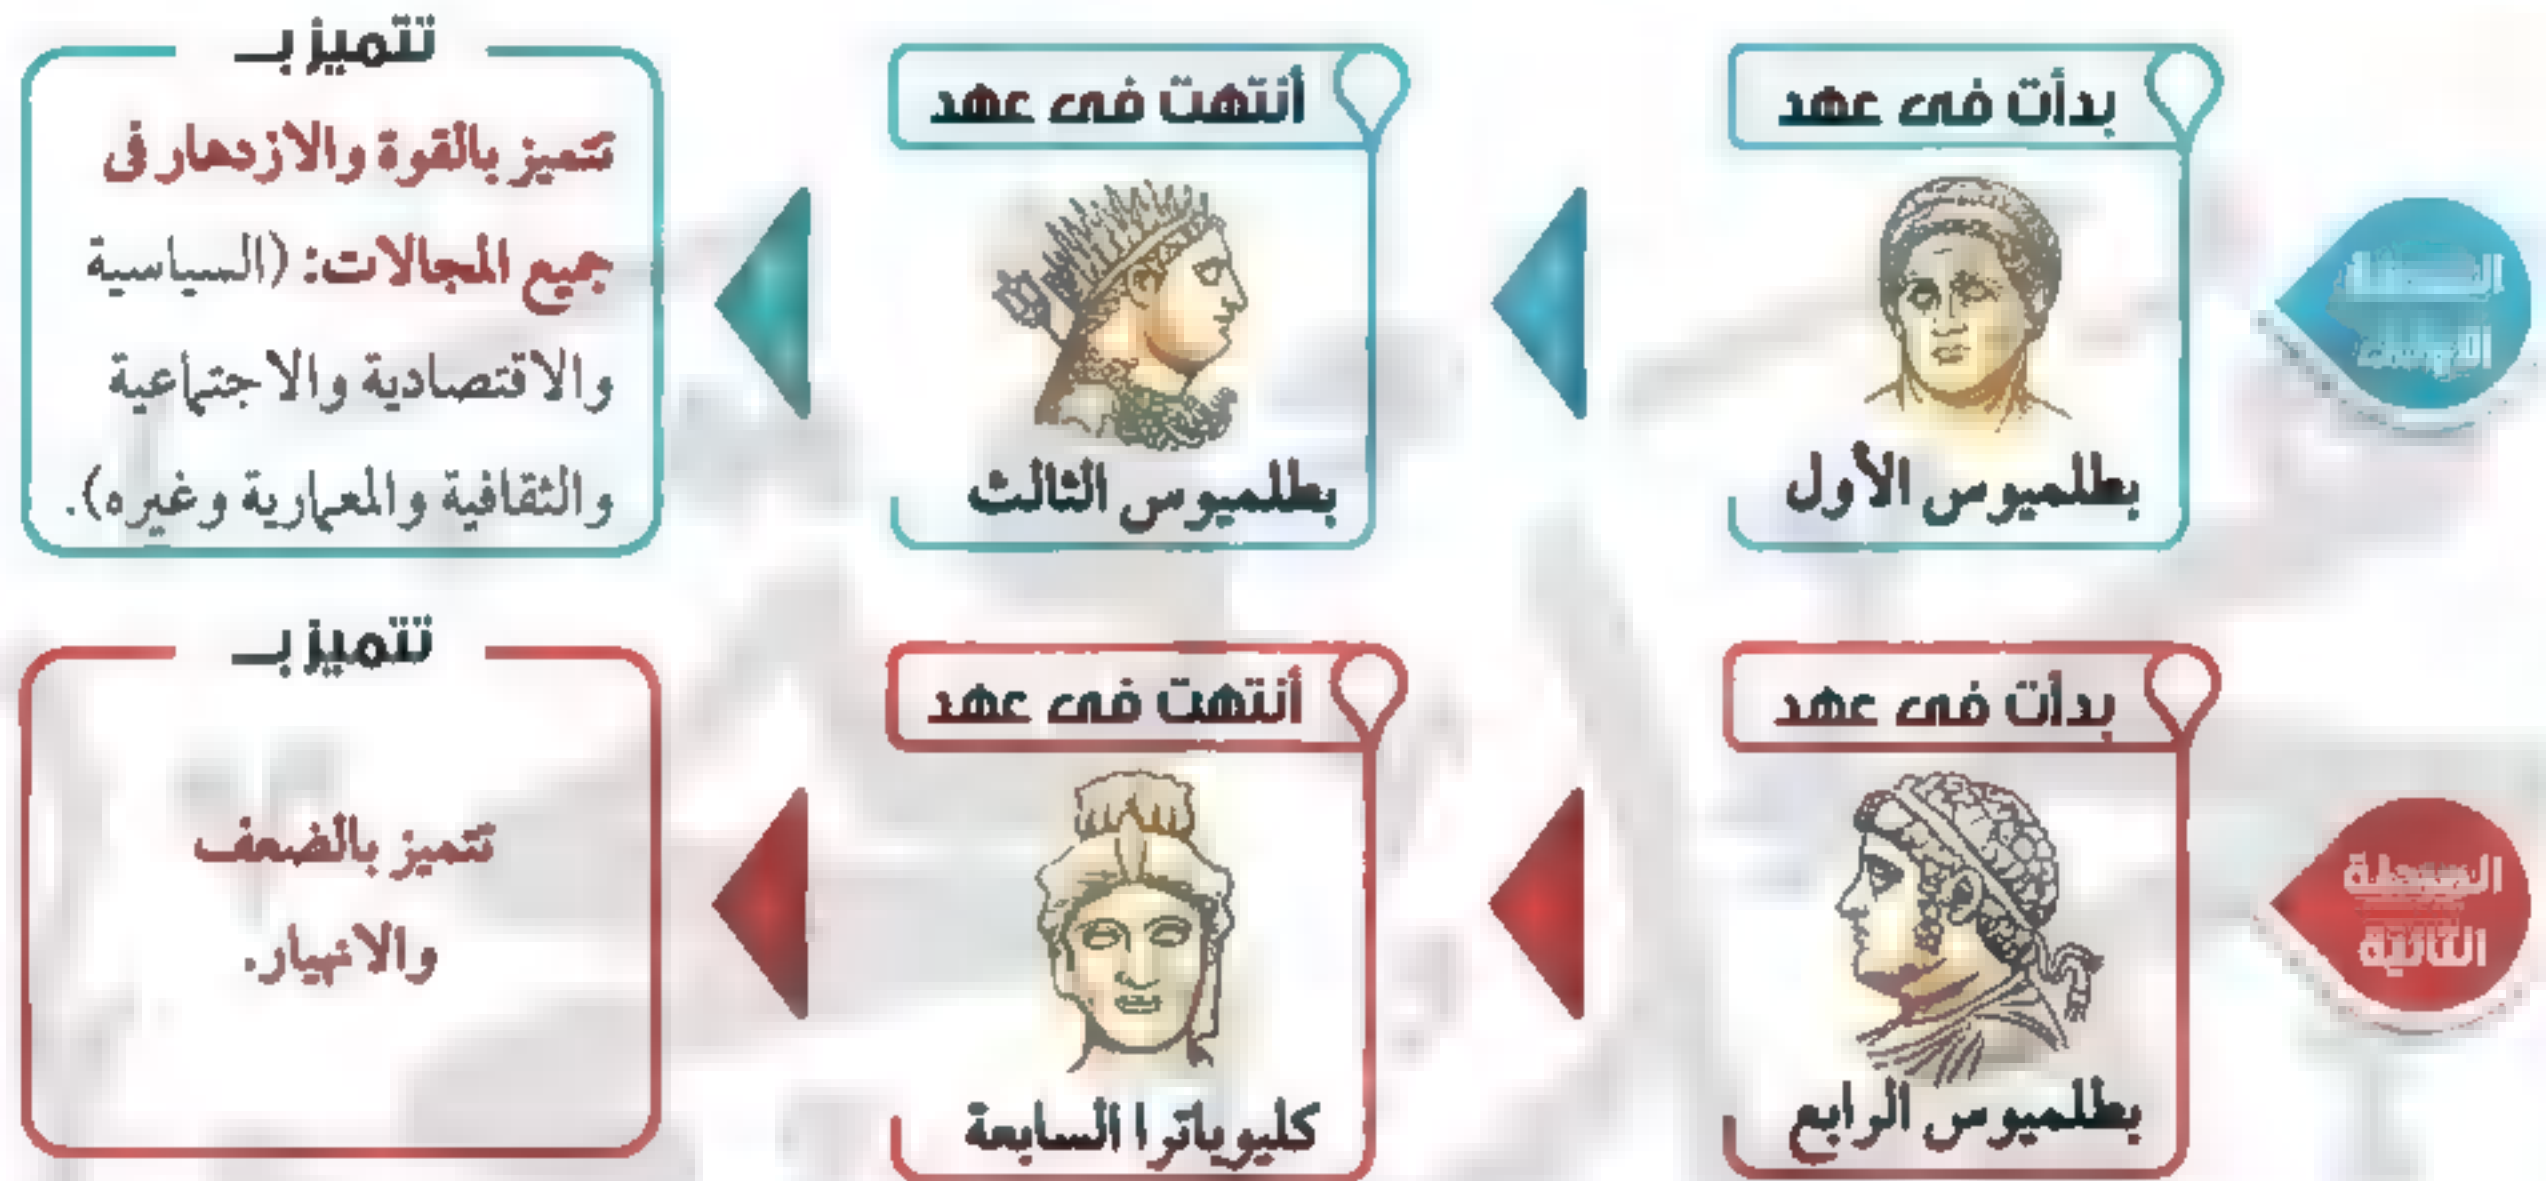 المرحلة
الأولى
بدأت فى عهد
بطلميوس الأول
أنتهت فى عهد
بطلميوس الثالث
تتميز بـ
تتميز بالقوة والازدهار فى
جميع المجالات: (السياسية
والاقتصادية والاجتماعية
والثقافية والمعمارية وغيره).
المرحلة
الثانية
بدأت فى عهد
بطلميوس الرابع
أنتهت فى عهد
كليوباترا السابعة
تتميز بـ
تتميز بالضعف
والانهيار.